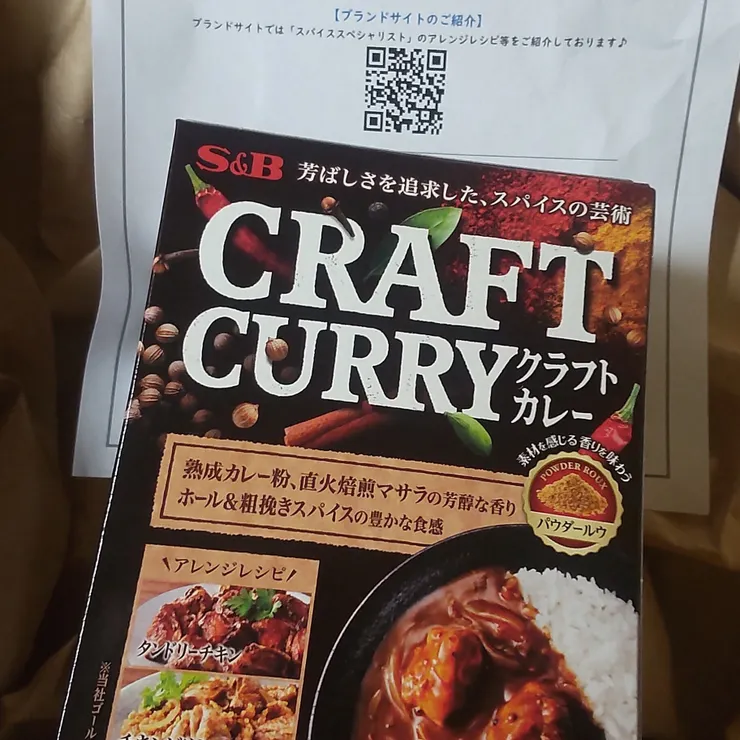 【ブランドサイトのご紹介】
ブランドサイトでは「スパイススペシャリスト」のアレンジレシピ等をご紹介しております♪
S&B
芳ばしさを追求した、スパイスの芸術
CRAFT
CURRY
クラフト
カレー
素材を感じる 香りを味わう
POWDER ROUX
パウダールウ
熟成カレー粉、直火焙煎マサラの芳醇な香り
ホール&粗挽きスパイスの豊かな食感
アレンジレシピ
タンドリーチキン
※当社ゴール